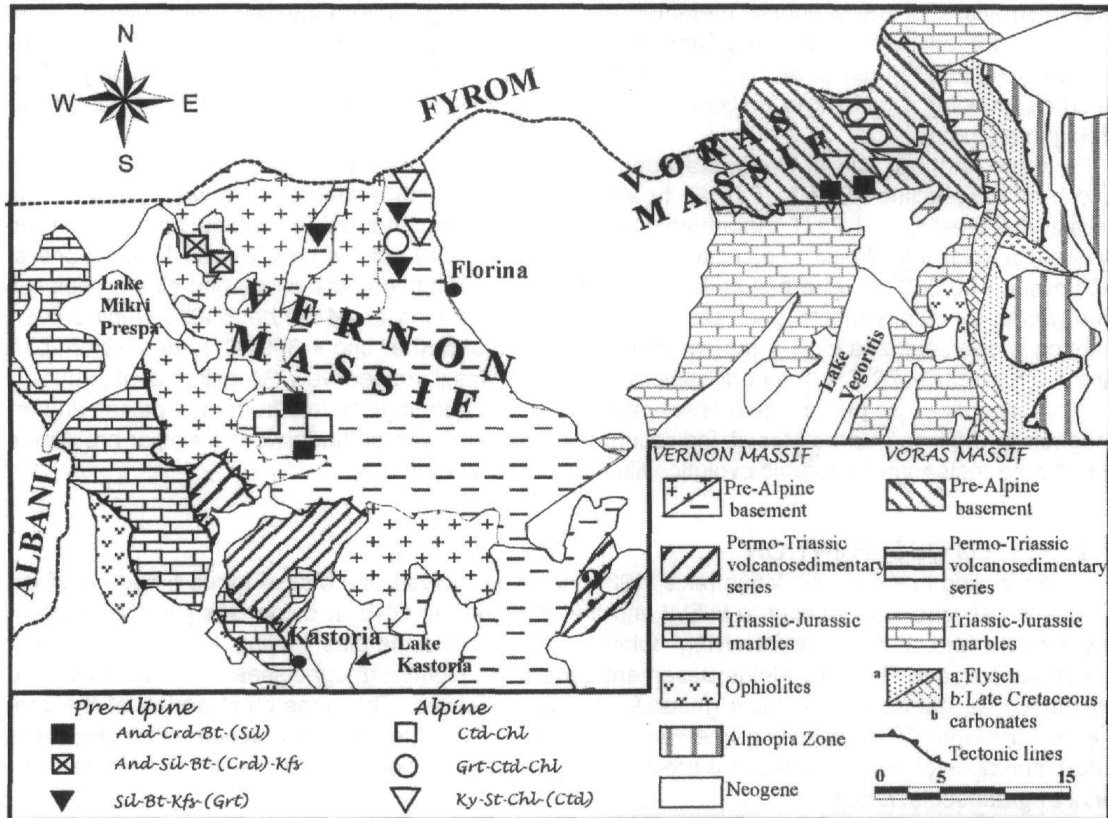 N
W E
S
FYROM
VORAS
MASSIF
Florina
Lake
Mikri
Prespa
VERNON
MASSIF
Lake
Vegoritis
ALBANIA
?
Kastoria
Lake
Kastoria
VERNON MASSIF
Pre-Alpine
basement
Permo-Triassic
volcanosedimentary
series
Triassic-Jurassic
marbles
Ophiolites
Almopia Zone
Neogene
VORAS MASSIF
Pre-Alpine
basement
Permo-Triassic
volcanosedimentary
series
Triassic-Jurassic
marbles
a
a:Flysch
b:Late Cretaceous
b carbonates
Tectonic lines
0 5 15
Pre-Alpine
And-Crd-Bt-(Sil)
And-Sil-Bt-(Crd)-Kfs
Sil-Bt-Kfs-(Grt)
Alpine
Ctd-Chl
Grt-Ctd-Chl
Ky-St-Chl-(Ctd)